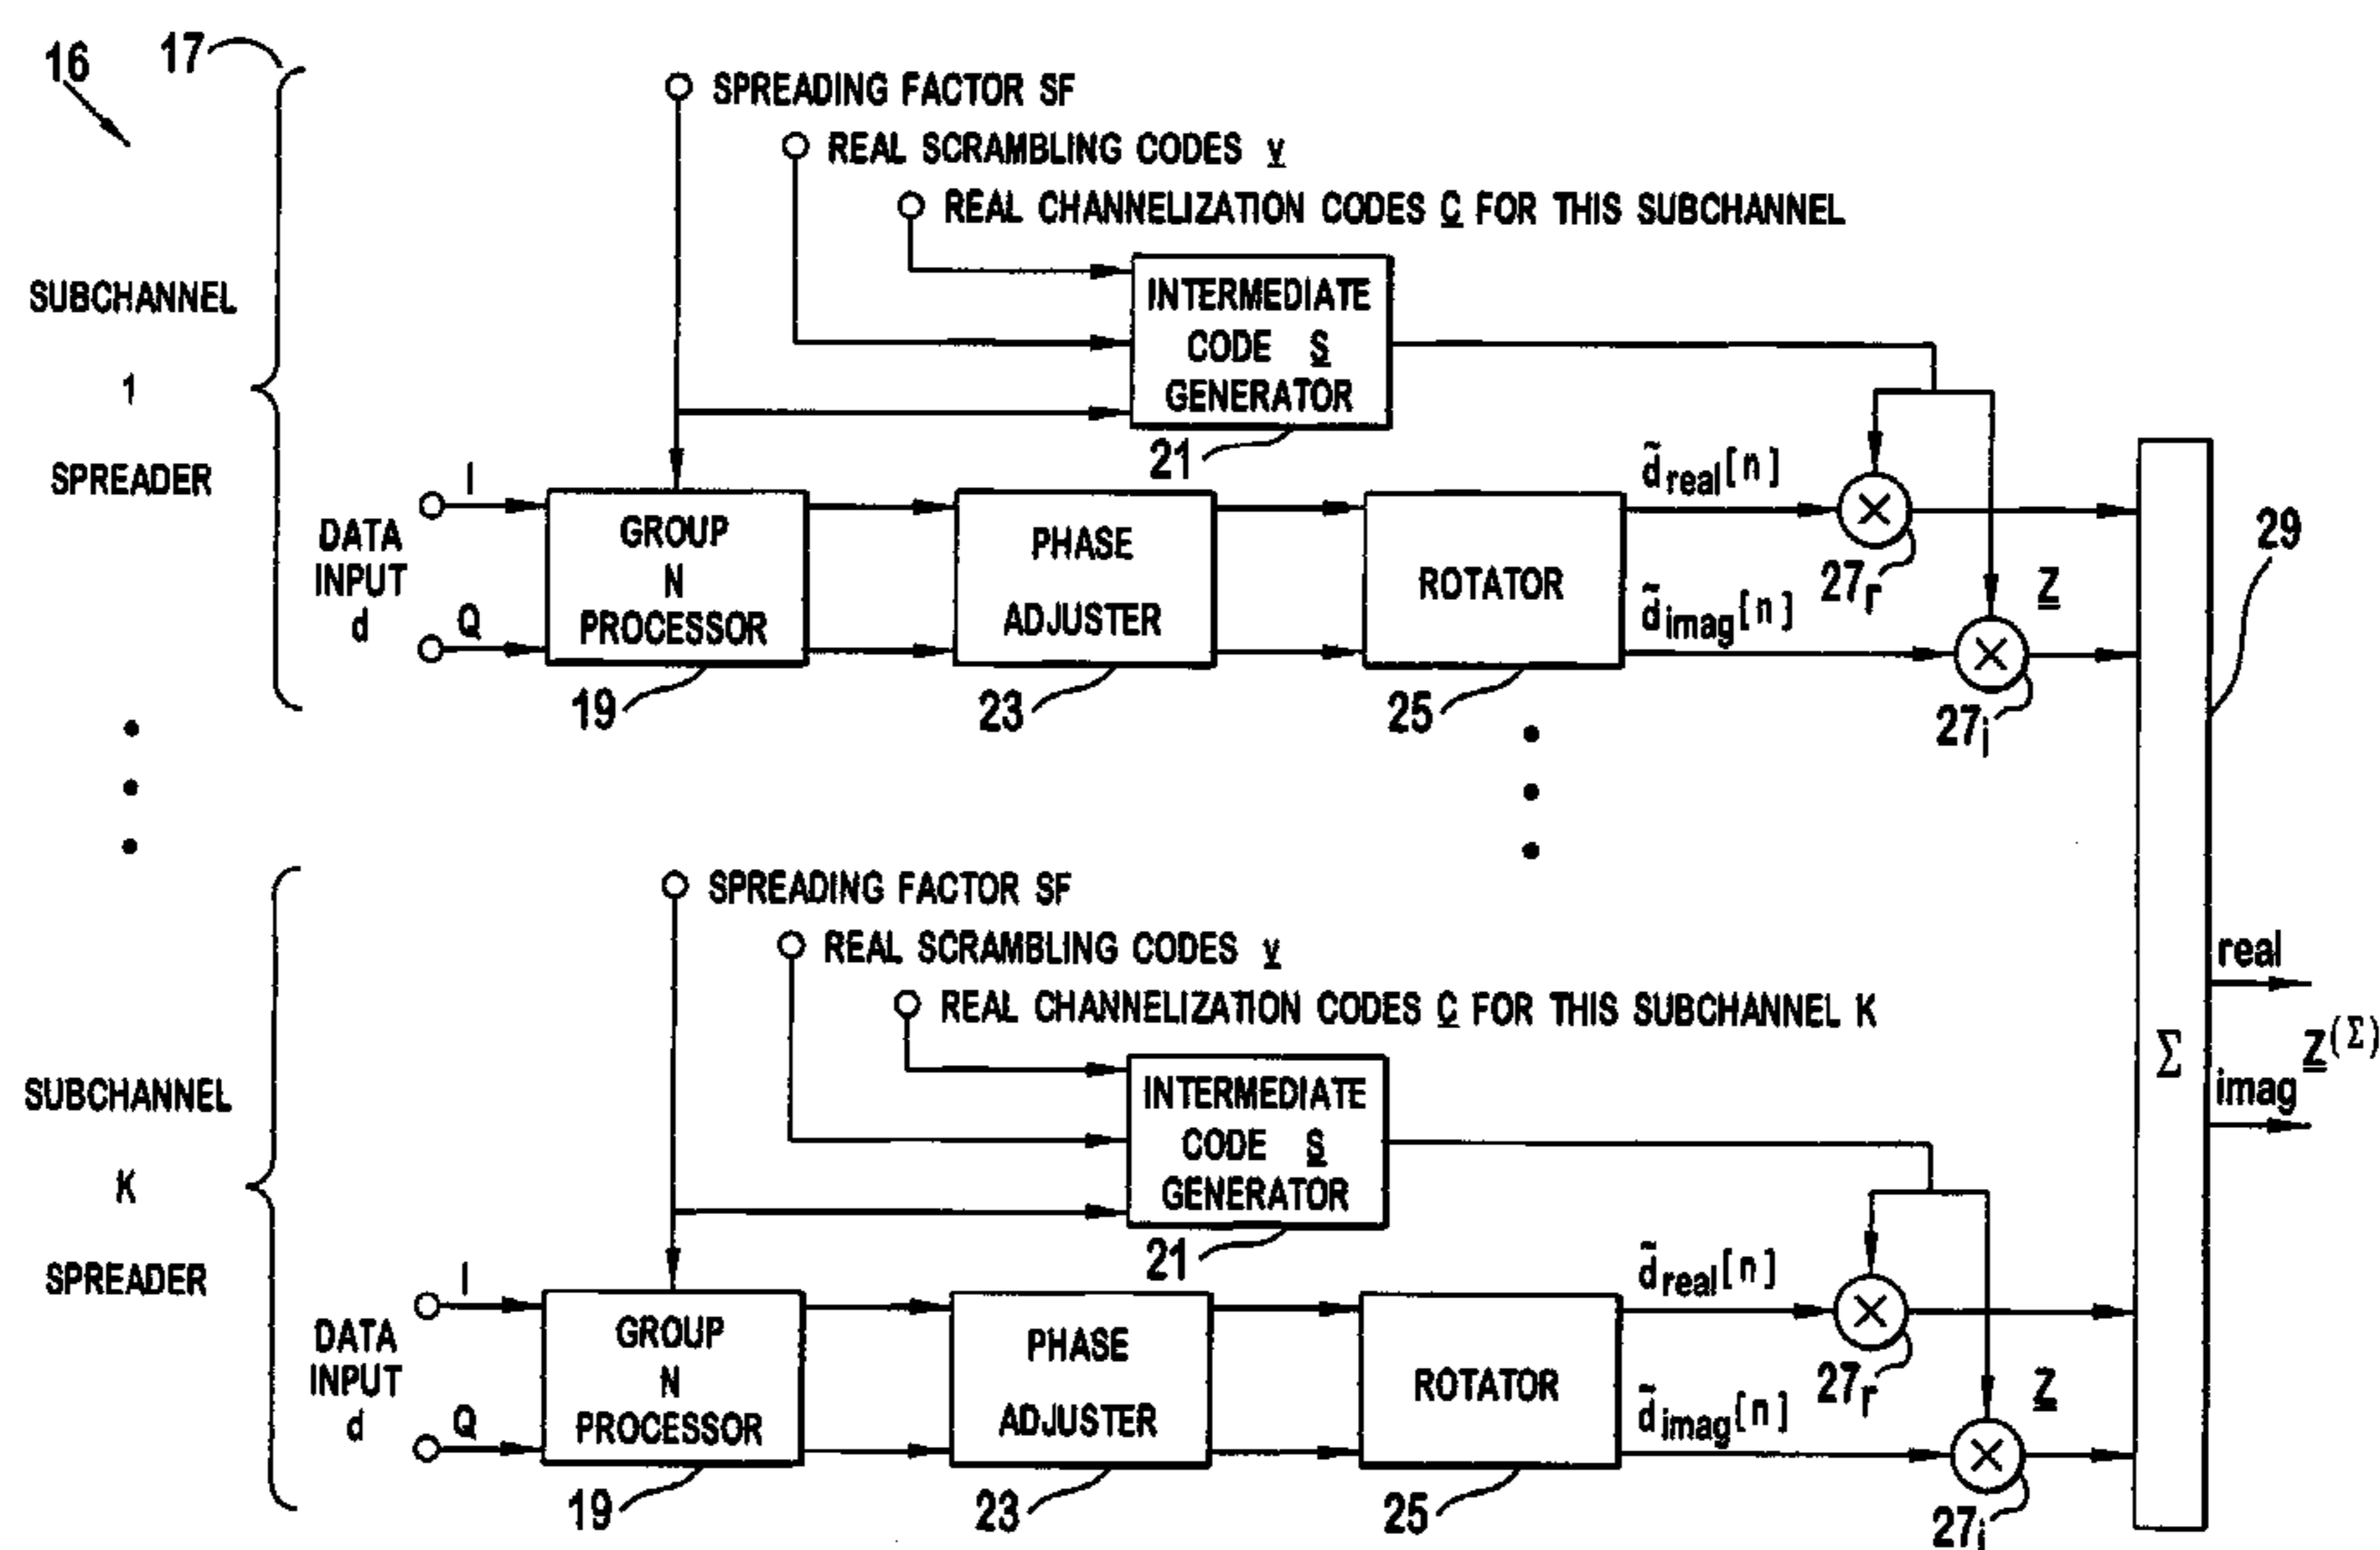 16
17
SPREADING FACTOR SF
REAL SCRAMBLING CODES v
REAL CHANNELIZATION CODES C FOR THIS SUBCHANNEL
SUBCHANNEL
1
SPREADER
INTERMEDIATE
CODE S
GENERATOR
21
DATA
INPUT
d
I
Q
GROUP
N
PROCESSOR
19
PHASE
ADJUSTER
23
ROTATOR
25
d̃real[n]
d̃imag[n]
×
27r
×
27i
Z
29
SPREADING FACTOR SF
REAL SCRAMBLING CODES v
REAL CHANNELIZATION CODES C FOR THIS SUBCHANNEL K
SUBCHANNEL
K
SPREADER
INTERMEDIATE
CODE S
GENERATOR
21
DATA
INPUT
d
I
Q
GROUP
N
PROCESSOR
19
PHASE
ADJUSTER
23
ROTATOR
25
d̃real[n]
d̃imag[n]
×
27r
×
27i
Z
Σ
real
Z(Σ)
imag